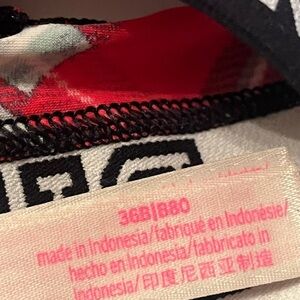 36B|B80
made in Indonesia/fabriqué en Indonésie/
hecho en Indonesia/fabbricato in
Indonesia/印度尼西亚制造